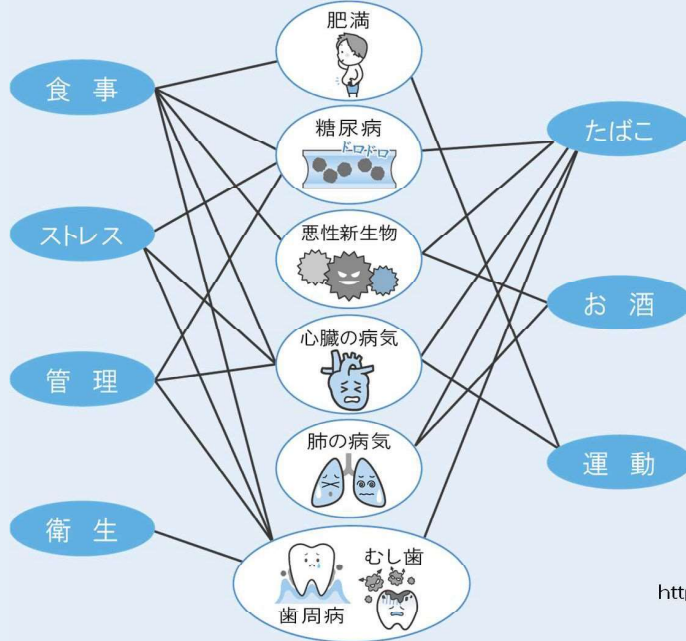 肥満
食 事
糖尿病
ドロドロ
たばこ
ストレス
悪性新生物
お 酒
心臓の病気
管 理
肺の病気
運 動
衛 生
むし歯
歯周病
htt